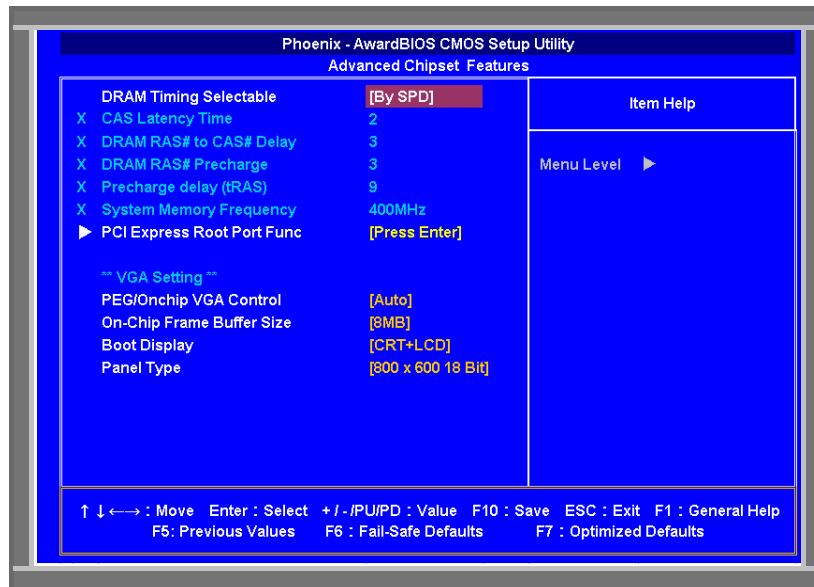 Phoenix - AwardBIOS CMOS Setup Utility
Advanced Chipset Features
DRAM Timing Selectable [By SPD]
X CAS Latency Time 2
X DRAM RAS# to CAS# Delay 3
X DRAM RAS# Precharge 3
X Precharge delay (tRAS) 9
X System Memory Frequency 400MHz
▶ PCI Express Root Port Func [Press Enter]
** VGA Setting **
PEG/Onchip VGA Control [Auto]
On-Chip Frame Buffer Size [8MB]
Boot Display [CRT+LCD]
Panel Type [800 x 600 18 Bit]
Item Help
Menu Level ▶
↑ ↓ ←→ : Move Enter : Select + / - /PU/PD : Value F10 : Save ESC : Exit F1 : General Help
F5: Previous Values F6 : Fail-Safe Defaults F7 : Optimized Defaults